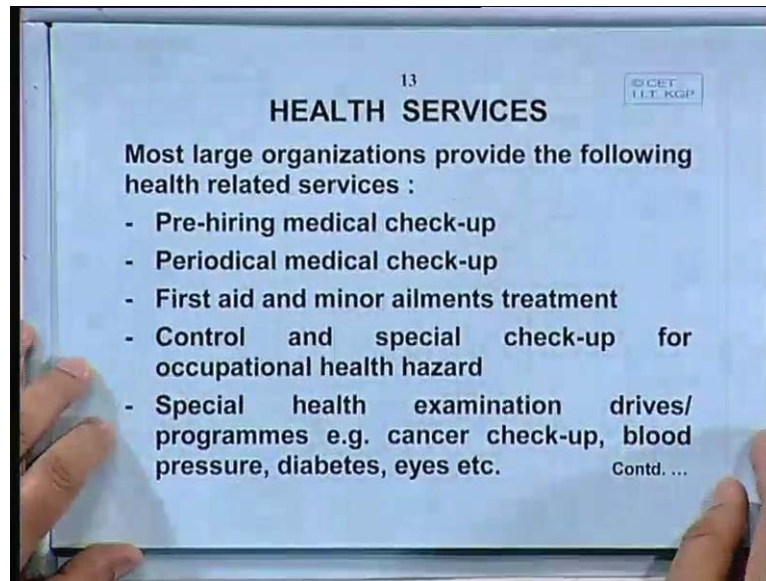 13
© CET
I.I.T. KGP
HEALTH SERVICES
Most large organizations provide the following
health related services :
- Pre-hiring medical check-up
- Periodical medical check-up
- First aid and minor ailments treatment
- Control and special check-up for
occupational health hazard
- Special health examination drives/
programmes e.g. cancer check-up, blood
pressure, diabetes, eyes etc.
Contd. ...